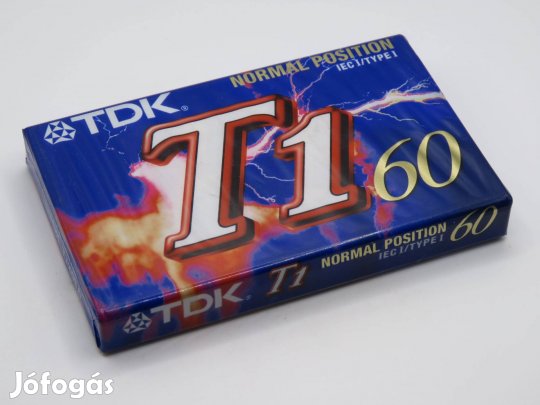 NORMAL POSITION
IEC I/TYPE I
TDK®
T1 60
TDK® T1 NORMAL POSITION 60
IEC I/TYPE I
Jófogás